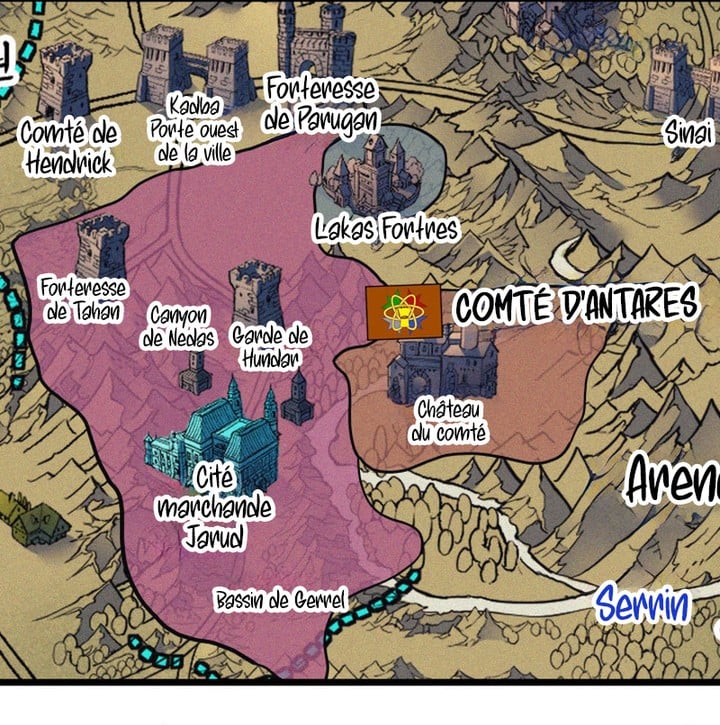 y
Comté de
Hendrick
Kadba
Porte ouest
de la ville
Forteresse
de Parugan
Sinai
Lakas Fortres
Forteresse
de Tahan
Canyon
de Nedas
Garde de
Hundar
COMTÉ D'ANTARES
Château
du comté
Cité
marchande
Jarud
Aren
Bassin de Gerrel
Serrin